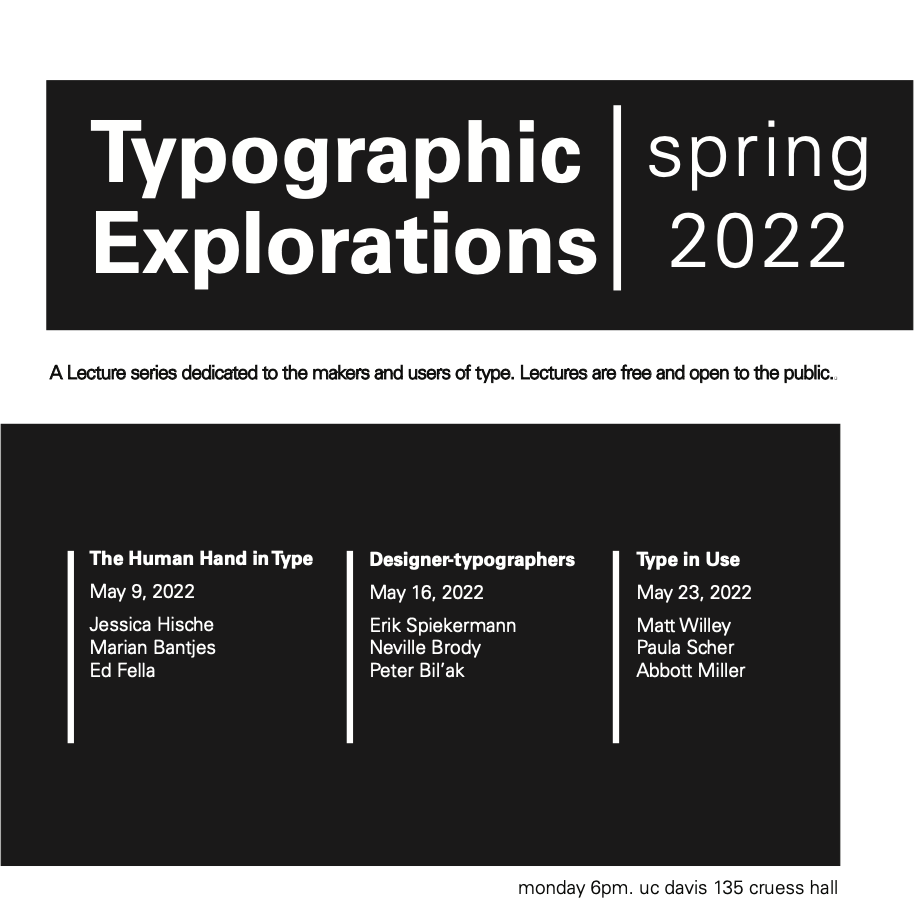 Typographic
Explorations
spring
2022
A Lecture series dedicated to the makers and users of type. Lectures are free and open to the public..
The Human Hand in Type
May 9, 2022
Jessica Hische
Marian Bantjes
Ed Fella
Designer-typographers
May 16, 2022
Erik Spiekermann
Neville Brody
Peter Bil’ak
Type in Use
May 23, 2022
Matt Willey
Paula Scher
Abbott Miller
monday 6pm. uc davis 135 cruess hall